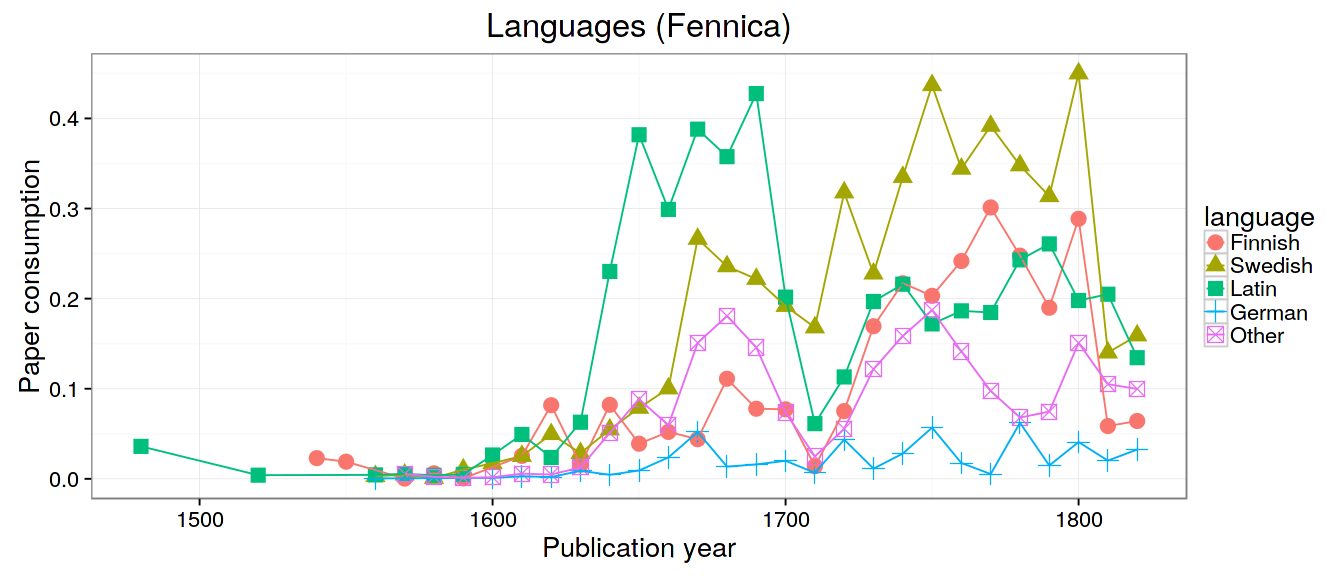 Languages (Fennica)
Paper consumption
0.4
0.3
0.2
0.1
0.0
1500 1600 1700 1800
Publication year
language
Finnish
Swedish
Latin
German
Other